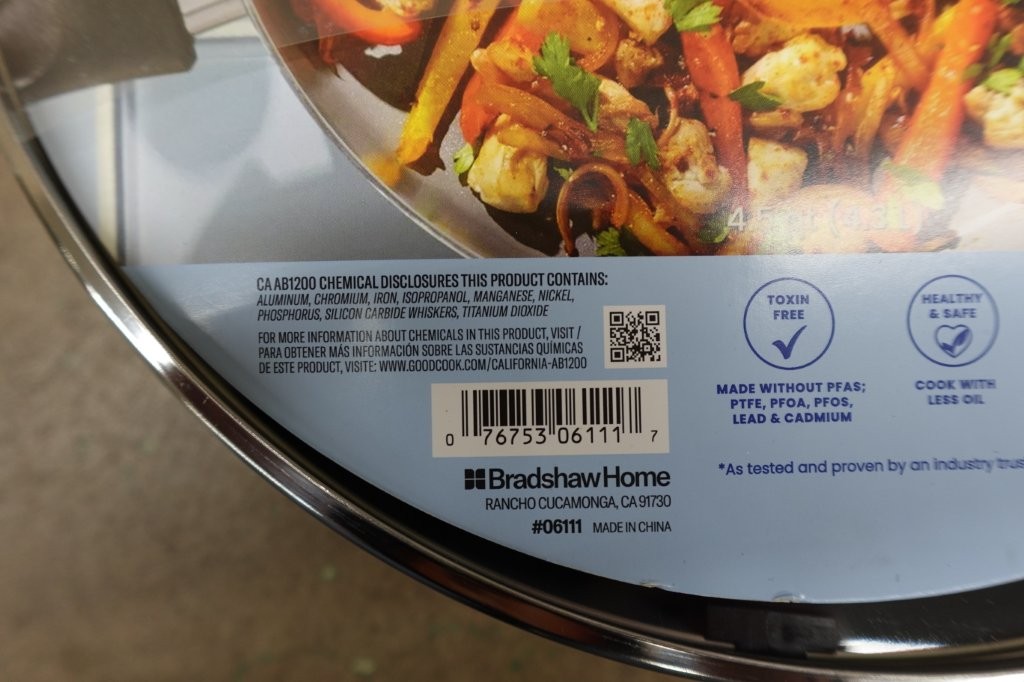 CA AB1200 CHEMICAL DISCLOSURES THIS PRODUCT CONTAINS:
ALUMINUM, CHROMIUM, IRON, ISOPROPANOL, MANGANESE, NICKEL,
PHOSPHORUS, SILICON CARBIDE WHISKERS, TITANIUM DIOXIDE
FOR MORE INFORMATION ABOUT CHEMICALS IN THIS PRODUCT, VISIT /
PARA OBTENER MÁS INFORMACIÓN SOBRE LAS SUSTANCIAS QUÍMICAS
DE ESTE PRODUCT, VISITE: WWW.GOODCOOK.COM/CALIFORNIA-AB1200
0 76753 06111 7
BradshawHome
RANCHO CUCAMONGA, CA 91730
#06111 MADE IN CHINA
TOXIN
FREE
MADE WITHOUT PFAS;
PTFE, PFOA, PFOS,
LEAD & CADMIUM
HEALTHY
& SAFE
COOK WITH
LESS OIL
*As tested and proven by an industry